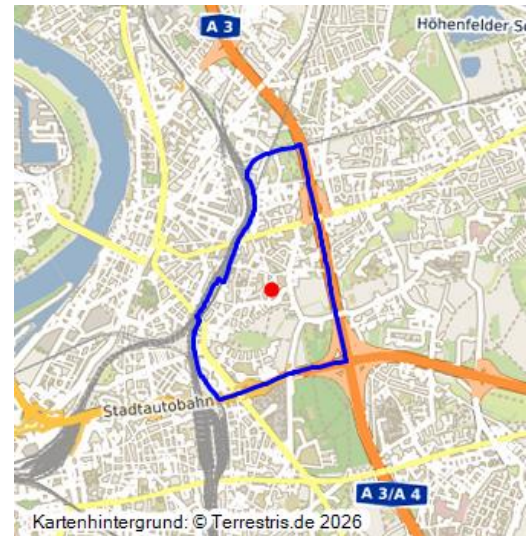 A 3
Höhenfelder Se
Stadtautobahn
A 3/A 4
Kartenhintergrund: © Terrestris.de 2026